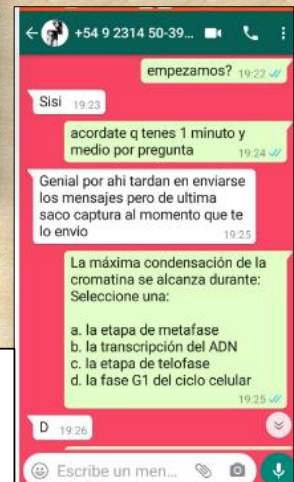 +54 9 2314 50-39...
empezamos? 19:22
Sisi 19:23
acordate q tenes 1 minuto y
medio por pregunta 19:24
Genial por ahi tardan en enviarse
los mensajes pero de ultima
saco captura al momento que te
lo envio 19:25
La máxima condensación de la
cromatina se alcanza durante:
Seleccione una:
a. la etapa de metafase
b. la transcripción del ADN
c. la etapa de telofase
d. la fase G1 del ciclo celular
19:25
D 19:26
Escribe un men...